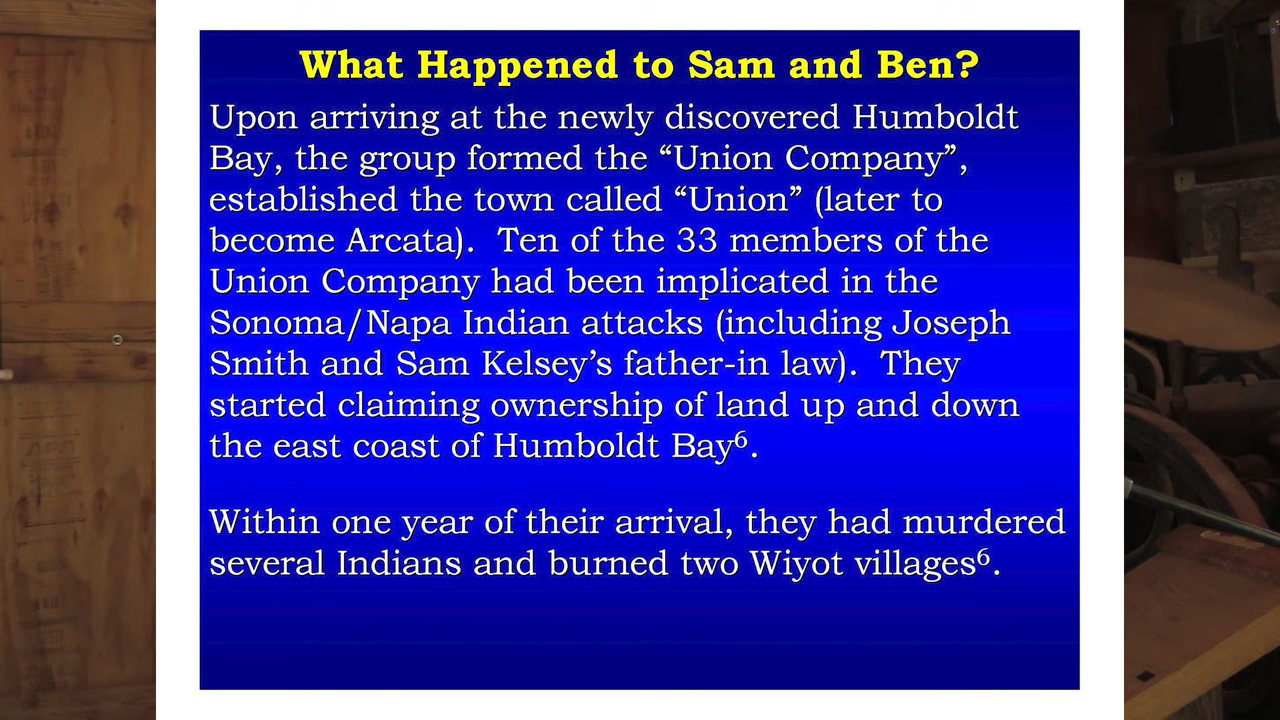 What Happened to Sam and Ben?
Upon arriving at the newly discovered Humboldt
Bay, the group formed the “Union Company”,
established the town called “Union” (later to
become Arcata).  Ten of the 33 members of the
Union Company had been implicated in the
Sonoma/Napa Indian attacks (including Joseph
Smith and Sam Kelsey’s father-in law).  They
started claiming ownership of land up and down
the east coast of Humboldt Bay⁶.
Within one year of their arrival, they had murdered
several Indians and burned two Wiyot villages⁶.